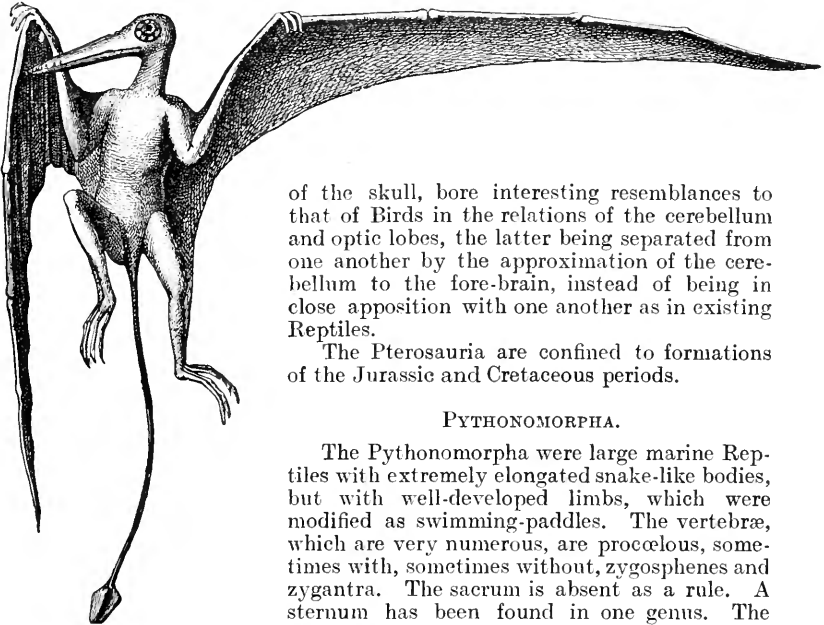 of the skull, bore interesting resemblances to
that of Birds in the relations of the cerebellum
and optic lobes, the latter being separated from
one another by the approximation of the cere-
bellum to the fore-brain, instead of being in
close apposition with one another as in existing
Reptiles.
The Pterosauria are confined to formations
of the Jurassic and Cretaceous periods.
PYTHONOMORPHA.
The Pythonomorpha were large marine Rep-
tiles with extremely elongated snake-like bodies,
but with well-developed limbs, which were
modified as swimming-paddles. The vertebræ,
which are very numerous, are procœlous, some-
times with, sometimes without, zygosphenes and
zygantra. The sacrum is absent as a rule. A
sternum has been found in one genus. The